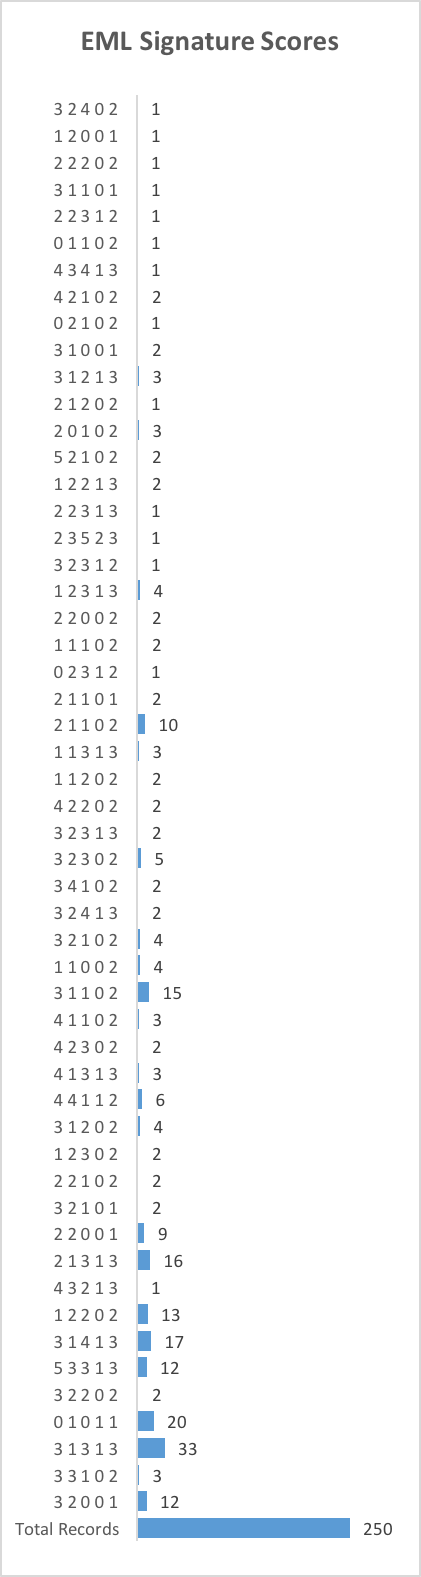 EML Signature Scores
3 2 4 0 2 1
1 2 0 0 1 1
2 2 2 0 2 1
3 1 1 0 1 1
2 2 3 1 2 1
0 1 1 0 2 1
4 3 4 1 3 1
4 2 1 0 2 2
0 2 1 0 2 1
3 1 0 0 1 2
3 1 2 1 3 3
2 1 2 0 2 1
2 0 1 0 2 3
5 2 1 0 2 2
1 2 2 1 3 2
2 2 3 1 3 1
2 3 5 2 3 1
3 2 3 1 2 1
1 2 3 1 3 4
2 2 0 0 2 2
1 1 1 0 2 2
0 2 3 1 2 1
2 1 1 0 1 2
2 1 1 0 2 10
1 1 3 1 3 3
1 1 2 0 2 2
4 2 2 0 2 2
3 2 3 1 3 2
3 2 3 0 2 5
3 4 1 0 2 2
3 2 4 1 3 2
3 2 1 0 2 4
1 1 0 0 2 4
3 1 1 0 2 15
4 1 1 0 2 3
4 2 3 0 2 2
4 1 3 1 3 3
4 4 1 1 2 6
3 1 2 0 2 4
1 2 3 0 2 2
2 2 1 0 2 2
3 2 1 0 1 2
2 2 0 0 1 9
2 1 3 1 3 16
4 3 2 1 3 1
1 2 2 0 2 13
3 1 4 1 3 17
5 3 3 1 3 12
3 2 2 0 2 2
0 1 0 1 1 20
3 1 3 1 3 33
3 3 1 0 2 3
3 2 0 0 1 12
Total Records 250